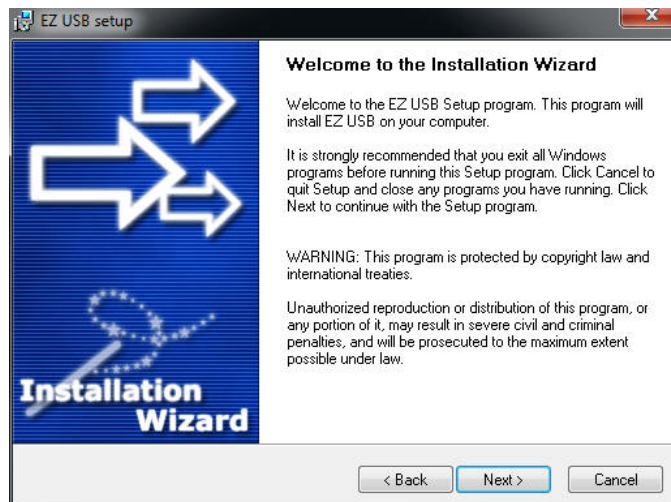 EZ USB setup
Welcome to the Installation Wizard
Welcome to the EZ USB Setup program. This program will
install EZ USB on your computer.
It is strongly recommended that you exit all Windows
programs before running this Setup program. Click Cancel to
quit Setup and close any programs you have running. Click
Next to continue with the Setup program.
WARNING: This program is protected by copyright law and
international treaties.
Unauthorized reproduction or distribution of this program, or
any portion of it, may result in severe civil and criminal
penalties, and will be prosecuted to the maximum extent
possible under law.
Installation
Wizard
< Back
Next >
Cancel